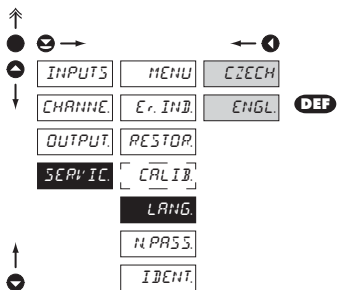 INPUTS MENU CZECH
CHANNE. Er. IND. ENGL. DEF
OUTPUT. RESTOR.
SERVIC. CALIB.
LANG.
N.PASS.
IDENT.